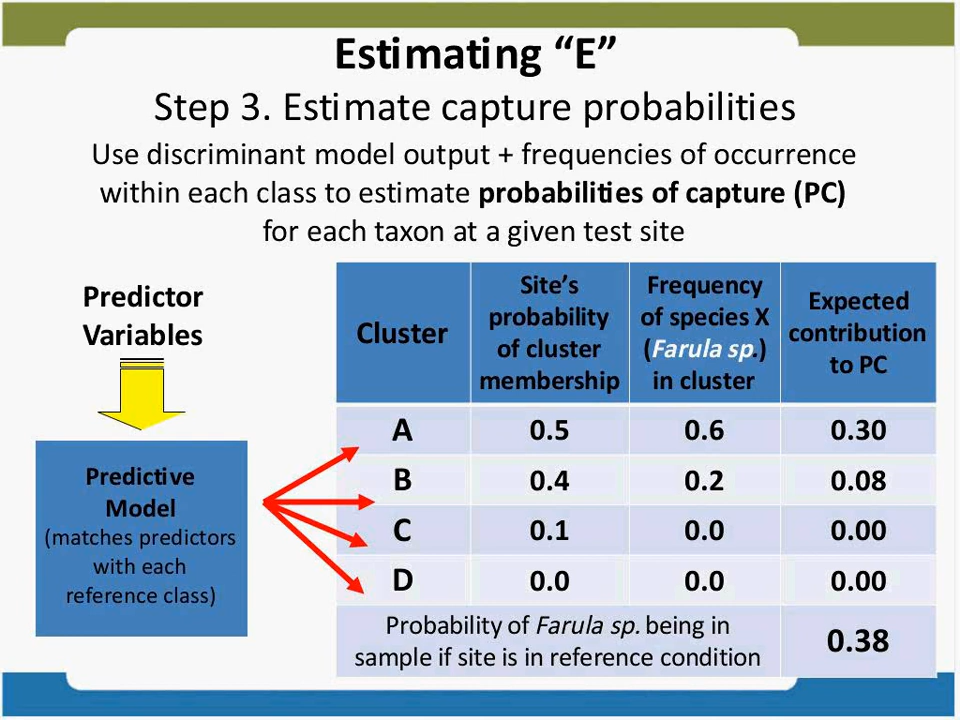 Estimating “E”
Step 3. Estimate capture probabilities
Use discriminant model output + frequencies of occurrence
within each class to estimate probabilities of capture (PC)
for each taxon at a given test site
Predictor
Variables
Predictive
Model
(matches predictors
with each
reference class)
Cluster
Site’s
probability
of cluster
membership
Frequency
of species X
(Farula sp.)
in cluster
Expected
contribution
to PC
A 0.5 0.6 0.30
B 0.4 0.2 0.08
C 0.1 0.0 0.00
D 0.0 0.0 0.00
Probability of Farula sp. being in
sample if site is in reference condition
0.38